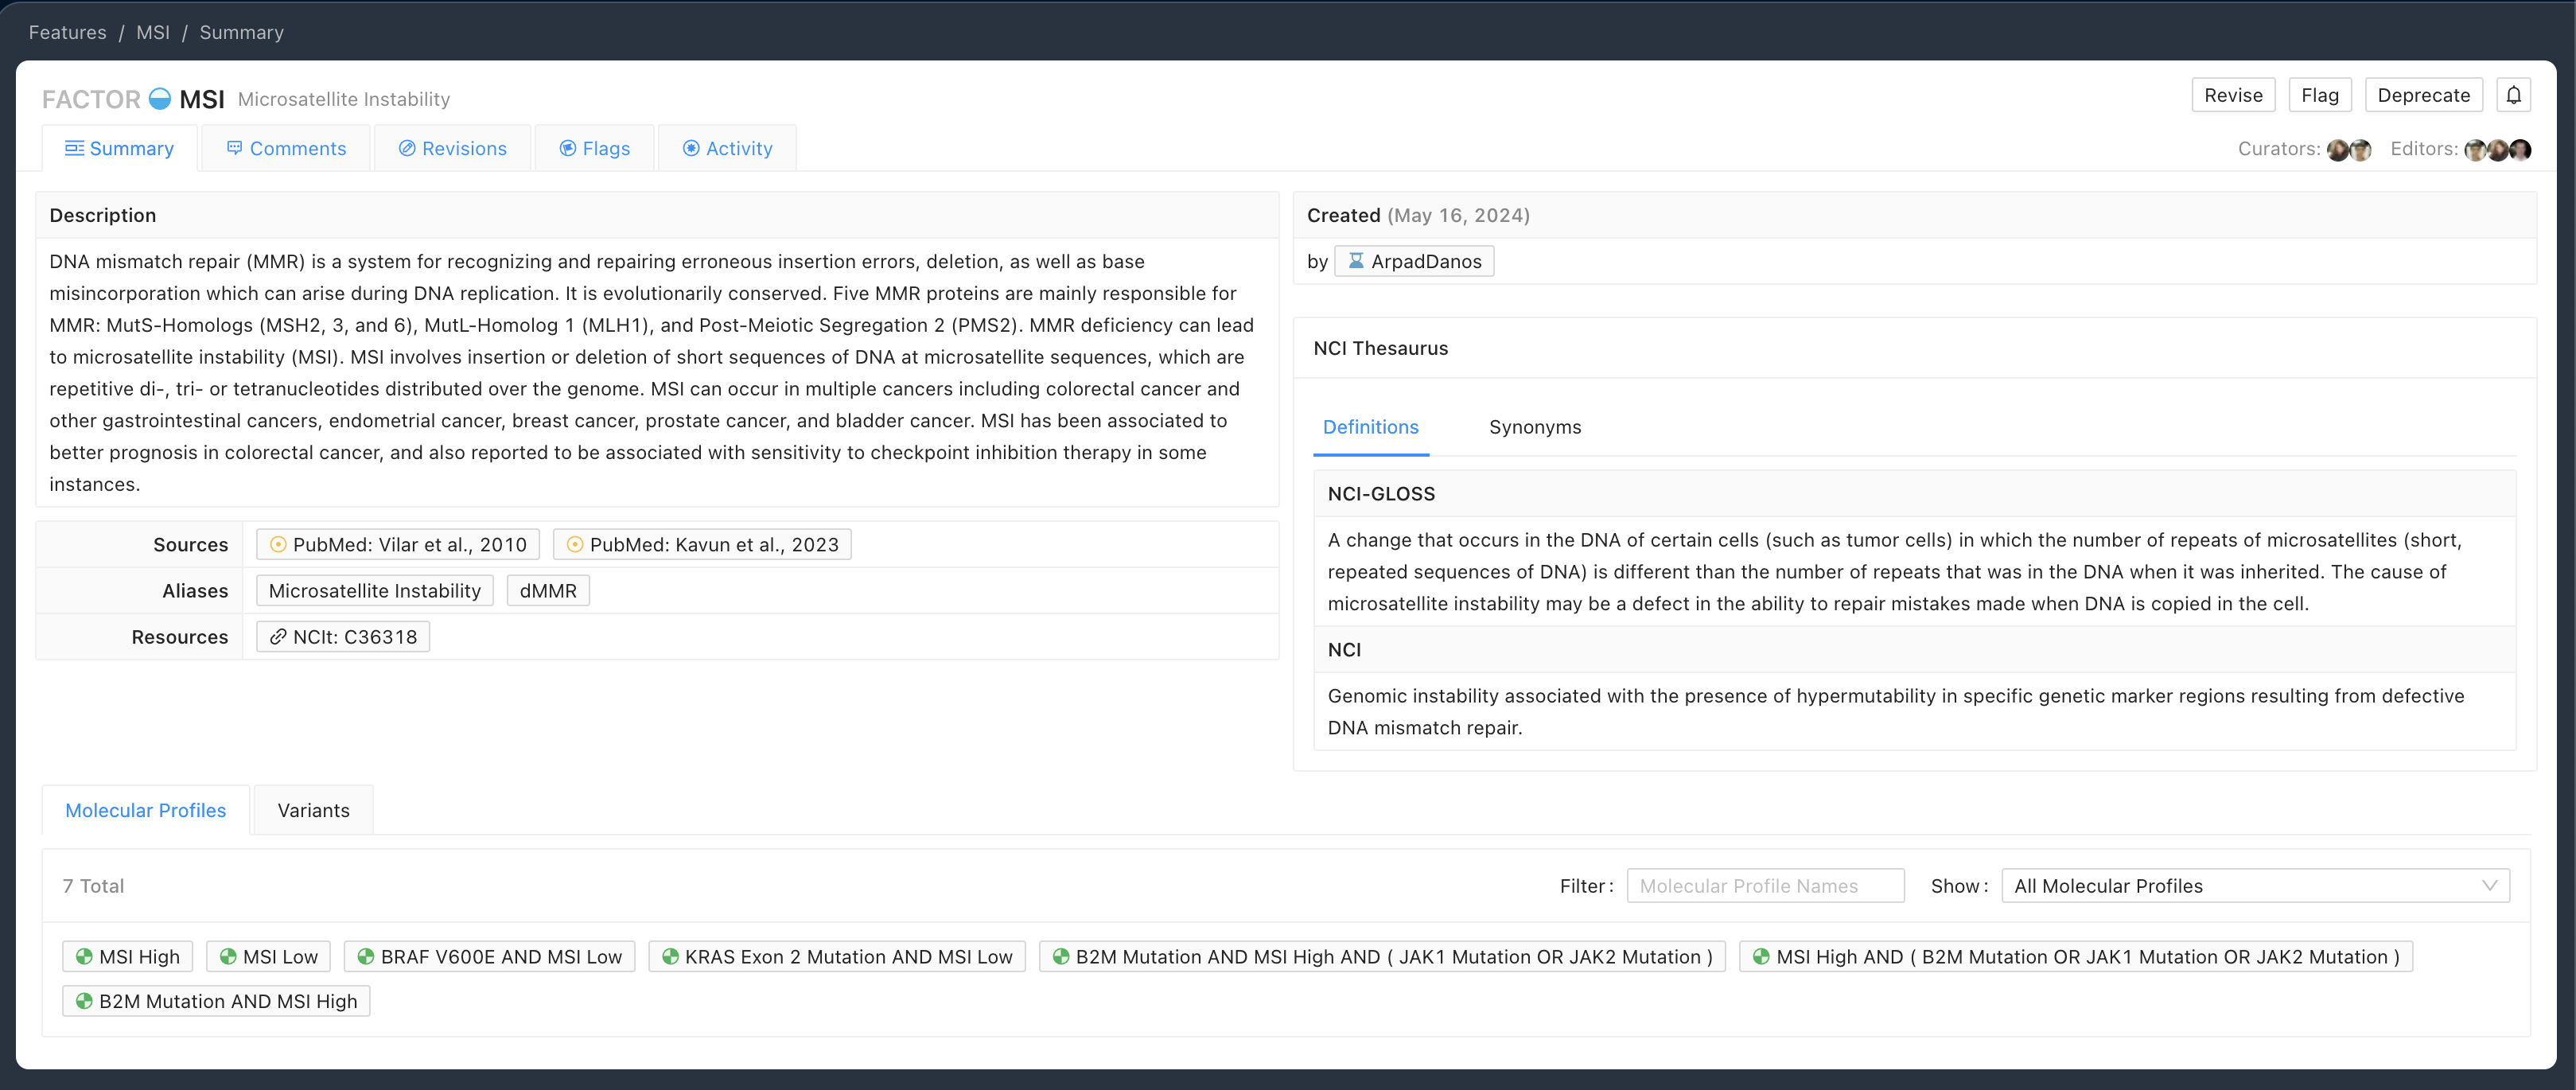 Features / MSI / Summary
FACTOR MSI Microsatellite Instability
Revise Flag Deprecate
Summary Comments Revisions Flags Activity
Curators: Editors:
Description
DNA mismatch repair (MMR) is a system for recognizing and repairing erroneous insertion errors, deletion, as well as base
misincorporation which can arise during DNA replication. It is evolutionarily conserved. Five MMR proteins are mainly responsible for
MMR: MutS-Homologs (MSH2, 3, and 6), MutL-Homolog 1 (MLH1), and Post-Meiotic Segregation 2 (PMS2). MMR deficiency can lead
to microsatellite instability (MSI). MSI involves insertion or deletion of short sequences of DNA at microsatellite sequences, which are
repetitive di-, tri- or tetranucleotides distributed over the genome. MSI can occur in multiple cancers including colorectal cancer and
other gastrointestinal cancers, endometrial cancer, breast cancer, prostate cancer, and bladder cancer. MSI has been associated to
better prognosis in colorectal cancer, and also reported to be associated with sensitivity to checkpoint inhibition therapy in some
instances.
Sources PubMed: Vilar et al., 2010 PubMed: Kavun et al., 2023
Aliases Microsatellite Instability dMMR
Resources NCIt: C36318
Created (May 16, 2024)
by ArpadDanos
NCI Thesaurus
Definitions Synonyms
NCI-GLOSS
A change that occurs in the DNA of certain cells (such as tumor cells) in which the number of repeats of microsatellites (short,
repeated sequences of DNA) is different than the number of repeats that was in the DNA when it was inherited. The cause of
microsatellite instability may be a defect in the ability to repair mistakes made when DNA is copied in the cell.
NCI
Genomic instability associated with the presence of hypermutability in specific genetic marker regions resulting from defective
DNA mismatch repair.
Molecular Profiles Variants
7 Total Filter: Molecular Profile Names Show: All Molecular Profiles
MSI High MSI Low BRAF V600E AND MSI Low KRAS Exon 2 Mutation AND MSI Low B2M Mutation AND MSI High AND ( JAK1 Mutation OR JAK2 Mutation ) MSI High AND ( B2M Mutation OR JAK1 Mutation OR JAK2 Mutation )
B2M Mutation AND MSI High